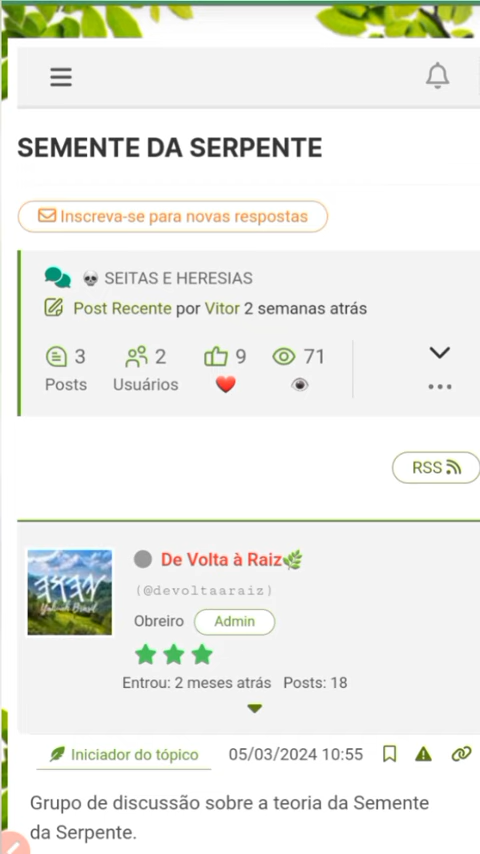 SEMENTE DA SERPENTE
Inscreva-se para novas respostas
SEITAS E HERESIAS
Post Recente por Vitor 2 semanas atrás
3 2 9 71
Posts Usuários
RSS
De Volta à Raiz
(@devoltaaraiz)
Obreiro Admin
Entrou: 2 meses atrás Posts: 18
Iniciador do tópico 05/03/2024 10:55
Grupo de discussão sobre a teoria da Semente
da Serpente.